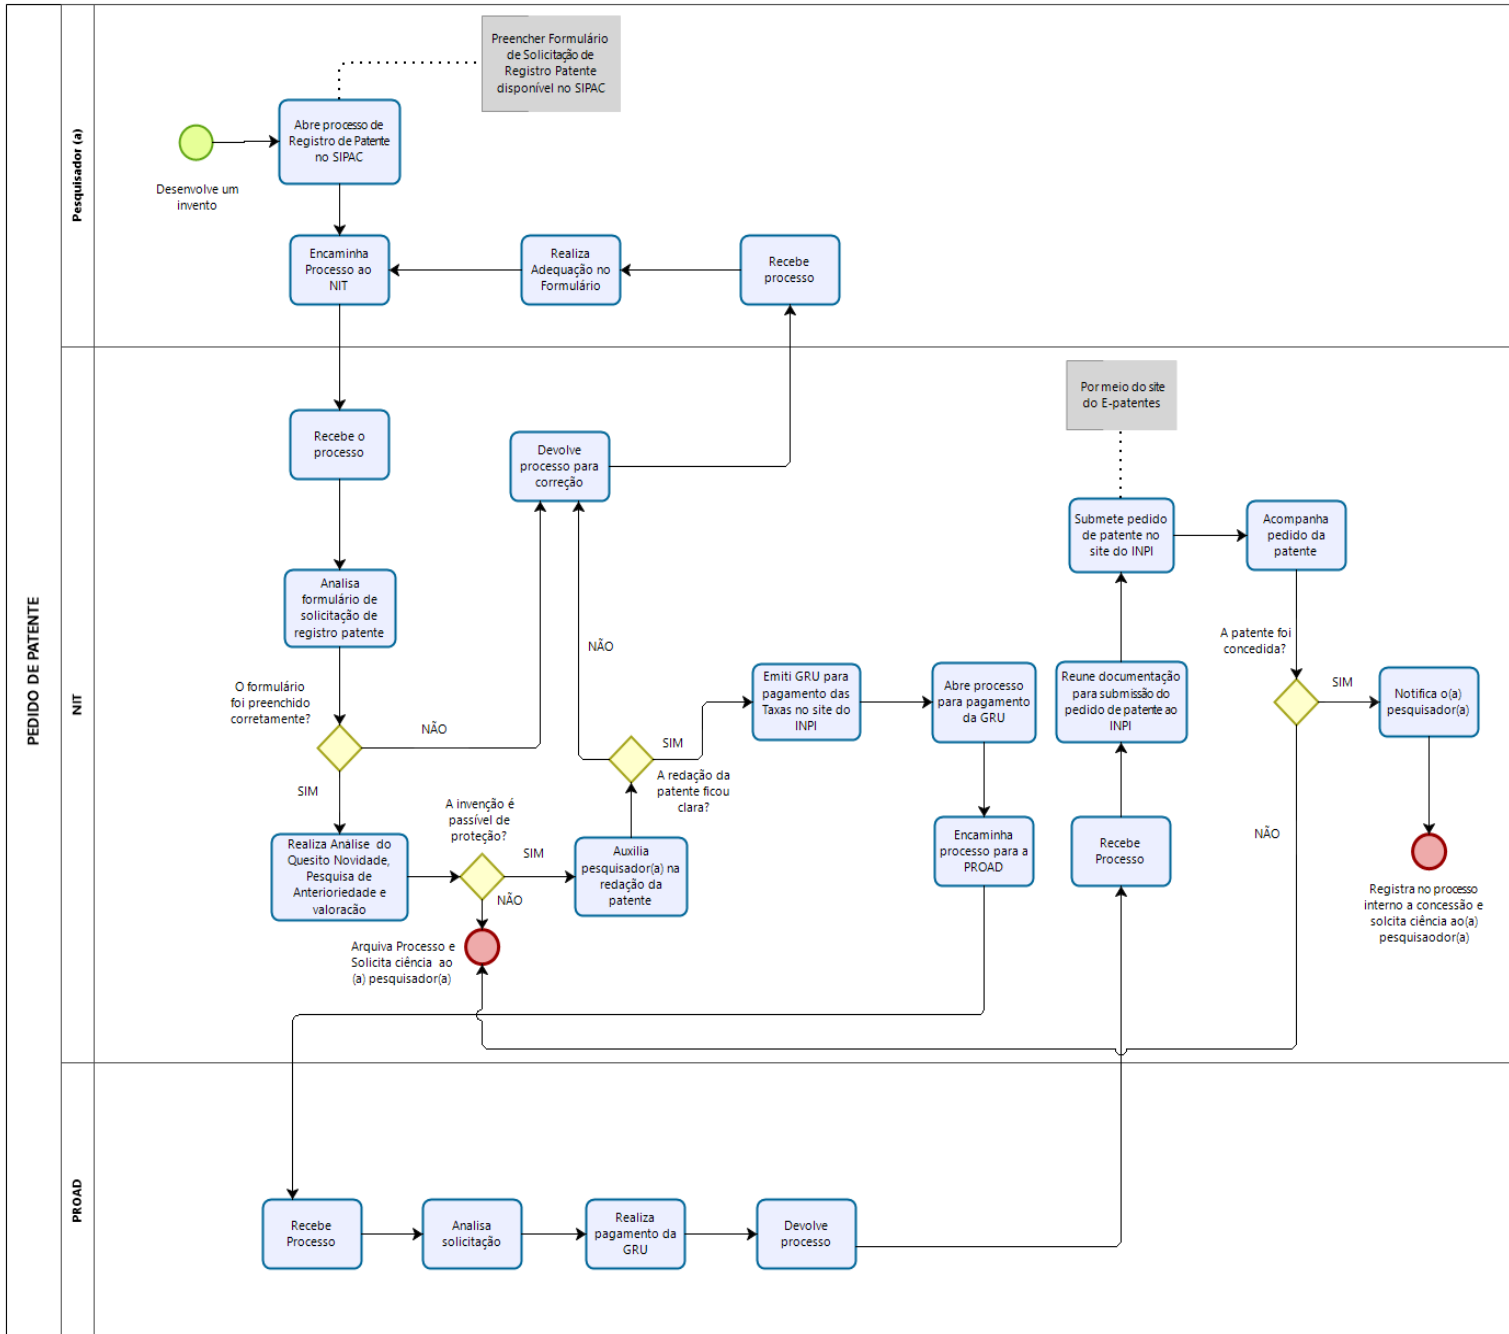 PEDIDO DE PATENTE
Pesquisador (a)
Preencher Formulário
de Solicitação de
Registro Patente
disponível no SIPAC
Abre processo de
Registro de Patente
no SIPAC
Desenvolve um
invento
Encaminha
Processo ao
NIT
Realiza
Adequação no
Formulário
Recebe
processo
NIT
Por meio do site
do E-patentes
Recebe o
processo
Devolve
processo para
correção
Submete pedido
de patente no
site do INPI
Acompanha
pedido da
patente
Analisa
formulário de
solicitação de
registro patente
A patente foi
concedida?
NÃO
O formulário
foi preenchido
corretamente?
Emiti GRU para
pagamento das
Taxas no site do
INPI
Abre processo
para pagamento
da GRU
Reune documentação
para submissão do
pedido de patente ao
INPI
SIM
Notifica o(a)
pesquisador(a)
NÃO
SIM
A redação da
patente ficou
clara?
SIM
A invenção é
passível de
proteção?
Realiza Análise do
Quesito Novidade,
Pesquisa de
Anterioriedade e
valoracão
SIM
NÃO
Auxilia
pesquisador(a) na
redação da
patente
Encaminha
processo para a
PROAD
Recebe
Processo
NÃO
Arquiva Processo e
Solicita ciência ao
(a) pesquisador(a)
Registra no processo
interno a concessão e
solcita ciência ao(a)
pesquisaodor(a)
PROAD
Recebe
Processo
Analisa
solicitação
Realiza
pagamento da
GRU
Devolve
processo